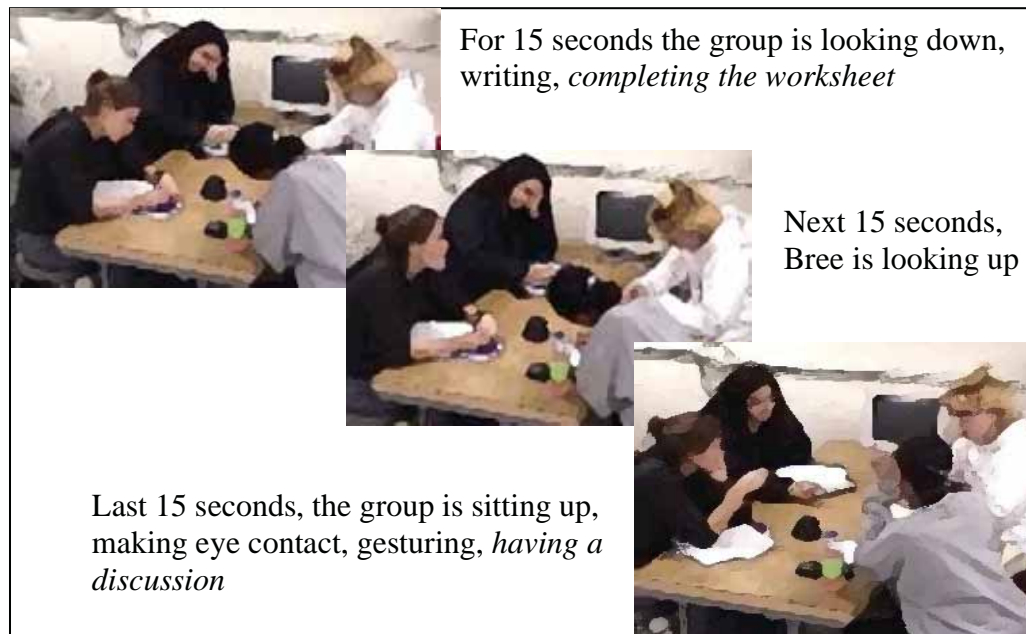 For 15 seconds the group is looking down,
writing, completing the worksheet
Next 15 seconds,
Bree is looking up
Last 15 seconds, the group is sitting up,
making eye contact, gesturing, having a
discussion